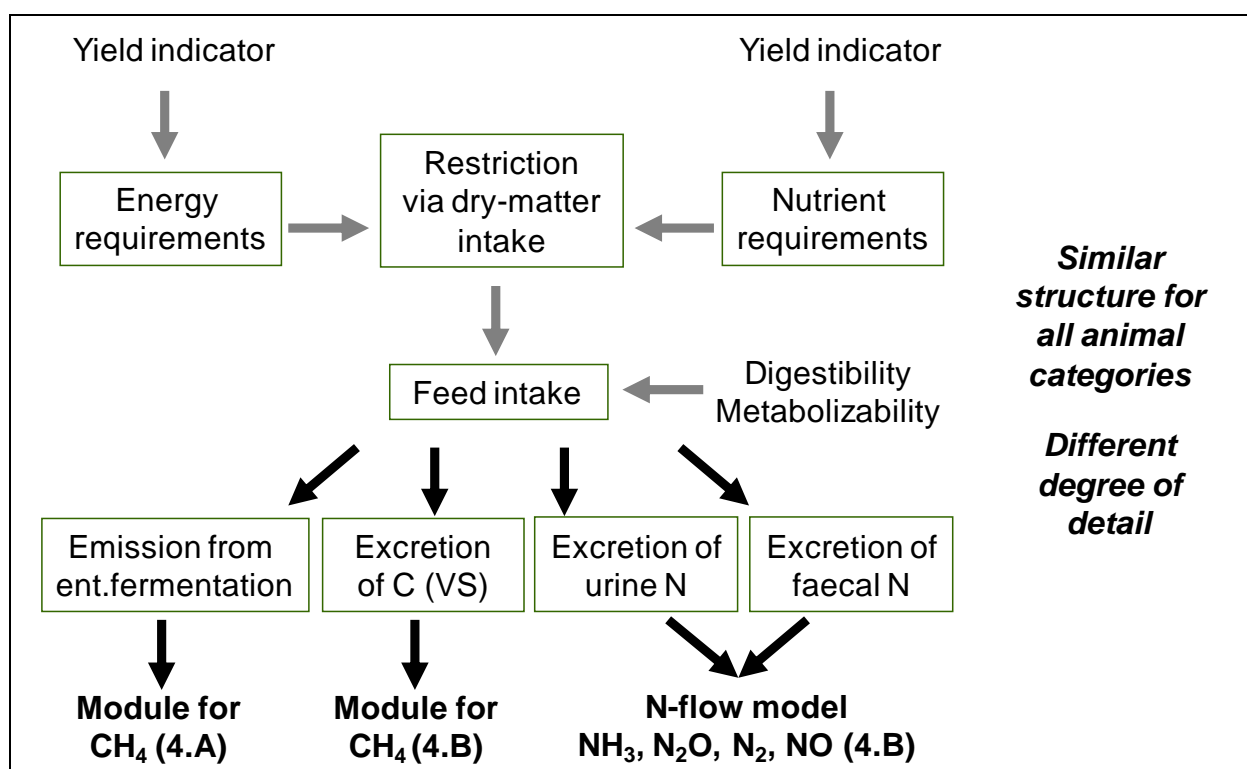 Yield indicator
Yield indicator
Energy
requirements
Restriction
via dry-matter
intake
Nutrient
requirements
Feed intake
Digestibility
Metabolizability
Similar
structure for
all animal
categories
Different
degree of
detail
Emission from
ent.fermentation
Excretion
of C (VS)
Excretion of
urine N
Excretion of
faecal N
Module for
CH₄ (4.A)
Module for
CH₄ (4.B)
N-flow model
NH₃, N₂O, N₂, NO (4.B)